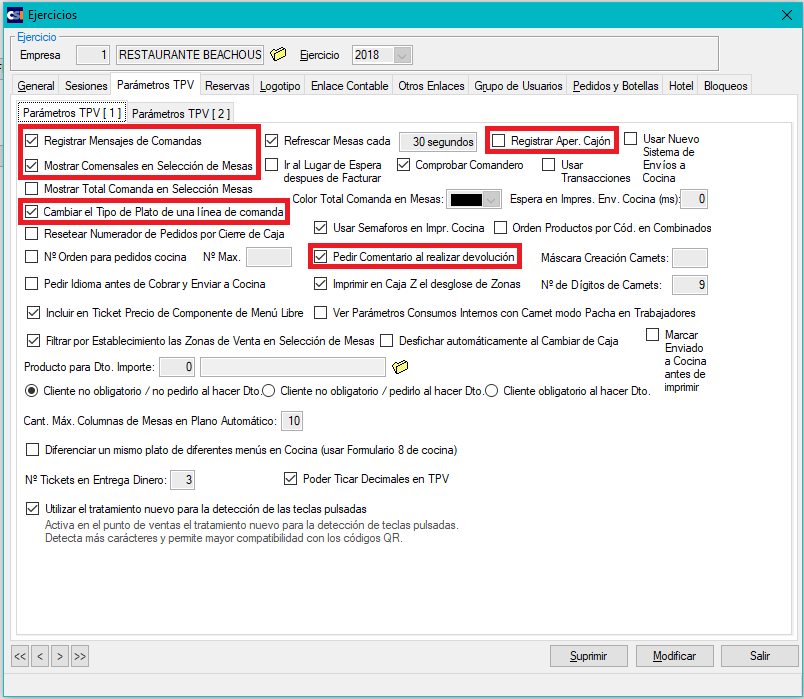 CSI Ejercicios
Ejercicio
Empresa 1 RESTAURANTE BEACHOUS Ejercicio 2018
General Sesiones Parámetros TPV Reservas Logotipo Enlace Contable Otros Enlaces Grupo de Usuarios Pedidos y Botellas Hotel Bloqueos
Parámetros TPV [ 1 ] Parámetros TPV [ 2 ]
Registrar Mensajes de Comandas
Refrescar Mesas cada 30 segundos
Registrar Aper. Cajón
Usar Nuevo
Sistema de
Envíos a
Cocina
Mostrar Comensales en Selección de Mesas
Ir al Lugar de Espera
despues de Facturar
Comprobar Comandero
Usar
Transacciones
Mostrar Total Comanda en Selección Mesas
Color Total Comanda en Mesas:
Espera en Impres. Env. Cocina (ms): 0
Cambiar el Tipo de Plato de una línea de comanda
Usar Semaforos en Impr. Cocina
Orden Productos por Cód. en Combinados
Resetear Numerador de Pedidos por Cierre de Caja
Nº Orden para pedidos cocina Nº Max.
Pedir Comentario al realizar devolución
Máscara Creación Carnets:
Pedir Idioma antes de Cobrar y Enviar a Cocina
Imprimir en Caja Z el desglose de Zonas
Nº de Dígitos de Carnets: 9
Incluir en Ticket Precio de Componente de Menú Libre
Ver Parámetros Consumos Internos con Carnet modo Pacha en Trabajadores
Filtrar por Establecimiento las Zonas de Venta en Selección de Mesas
Desfichar automáticamente al Cambiar de Caja
Marcar
Enviado
a Cocina
antes de
imprimir
Producto para Dto. Importe: 0
Cliente no obligatorio / no pedirlo al hacer Dto.
Cliente no obligatorio / pedirlo al hacer Dto.
Cliente obligatorio al hacer Dto.
Cant. Máx. Columnas de Mesas en Plano Automático: 10
Diferenciar un mismo plato de diferentes menús en Cocina (usar Formulario 8 de cocina)
Nº Tickets en Entrega Dinero: 3
Poder Ticar Decimales en TPV
Utilizar el tratamiento nuevo para la detección de las teclas pulsadas
Activa en el punto de ventas el tratamiento nuevo para la detección de teclas pulsadas.
Detecta más carácteres y permite mayor compatibilidad con los códigos QR.
<< < > >> Suprimir Modificar Salir